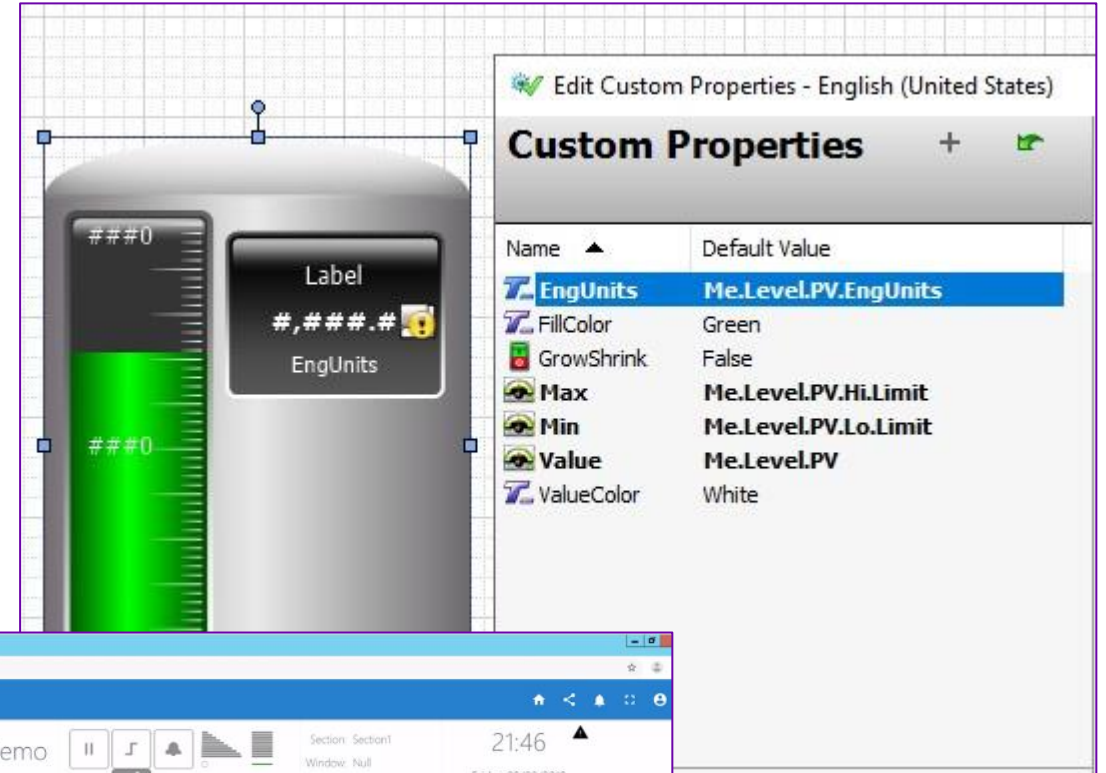 Edit Custom Properties - English (United States)
Custom Properties
Name Default Value
EngUnits Me.Level.PV.EngUnits
FillColor Green
GrowShrink False
Max Me.Level.PV.Hi.Limit
Min Me.Level.PV.Lo.Limit
Value Me.Level.PV
ValueColor White
###0
Label
#,###.#
EngUnits
###0
emo
Section: Section1
Window: Null
21:46